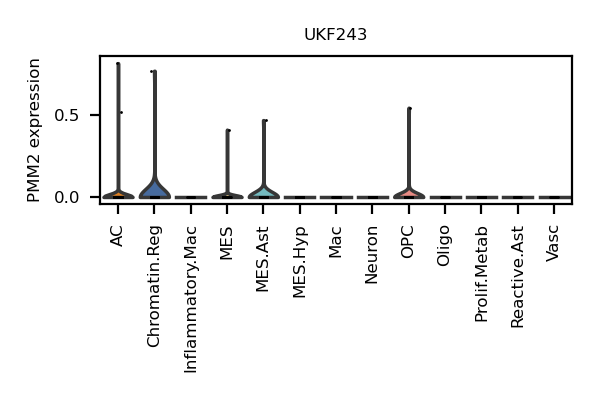 UKF243
PMM2 expression
0.5
0.0
AC
Chromatin.Reg
Inflammatory.Mac
MES
MES.Ast
MES.Hyp
Mac
Neuron
OPC
Oligo
Prolif.Metab
Reactive.Ast
Vasc